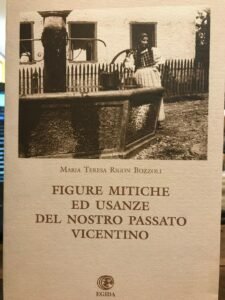 MARIA TERESA RIGON BOZZOLI
FIGURE MITICHE
ED USANZE
DEL NOSTRO PASSATO
VICENTINO
EGIDA